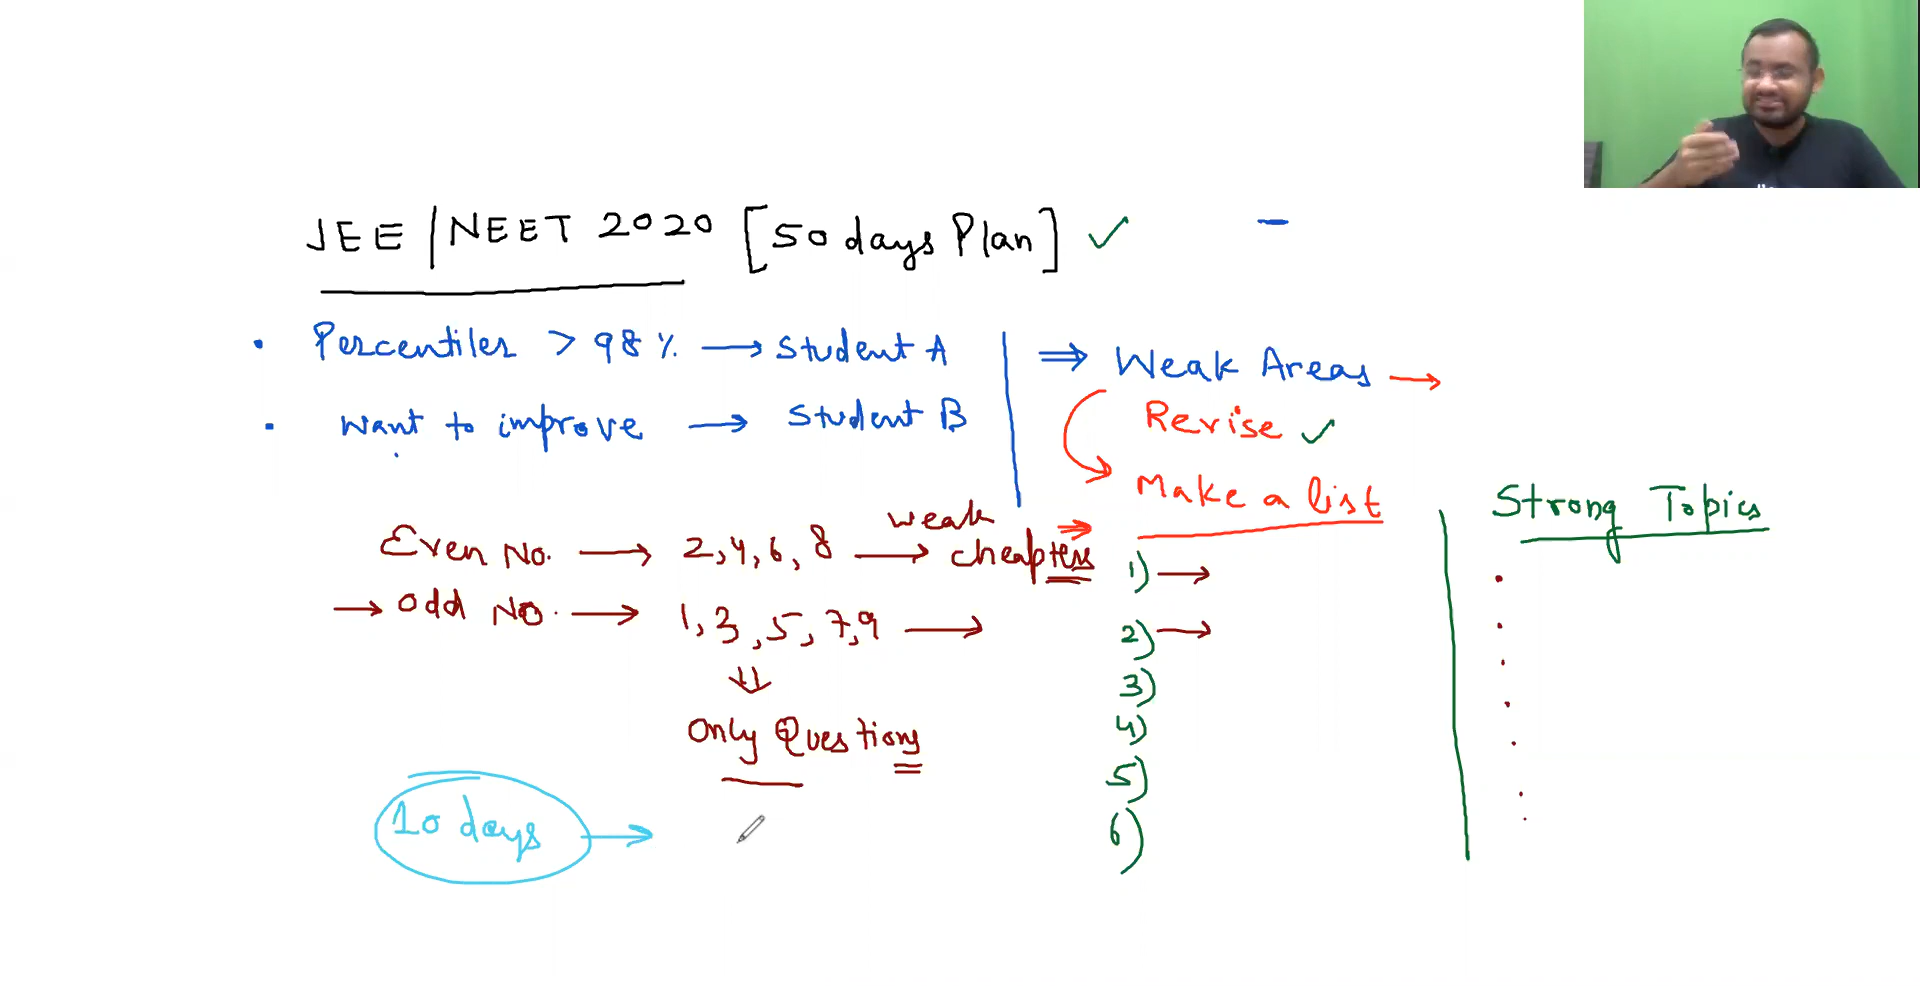 JEE | NEET 2020 [50 days Plan] ✓
• Percentiler > 98 % → Student A
• Want to improve → Student B
⇒ Weak Areas →
Revise ✓
Make a list
Even No. → 2, 4, 6, 8 → weak cheapters ⇒
→ Odd No. → 1, 3, 5, 7, 9 →
Only Questions
10 days →
1) →
2) →
3)
4)
5)
6)
Strong Topics